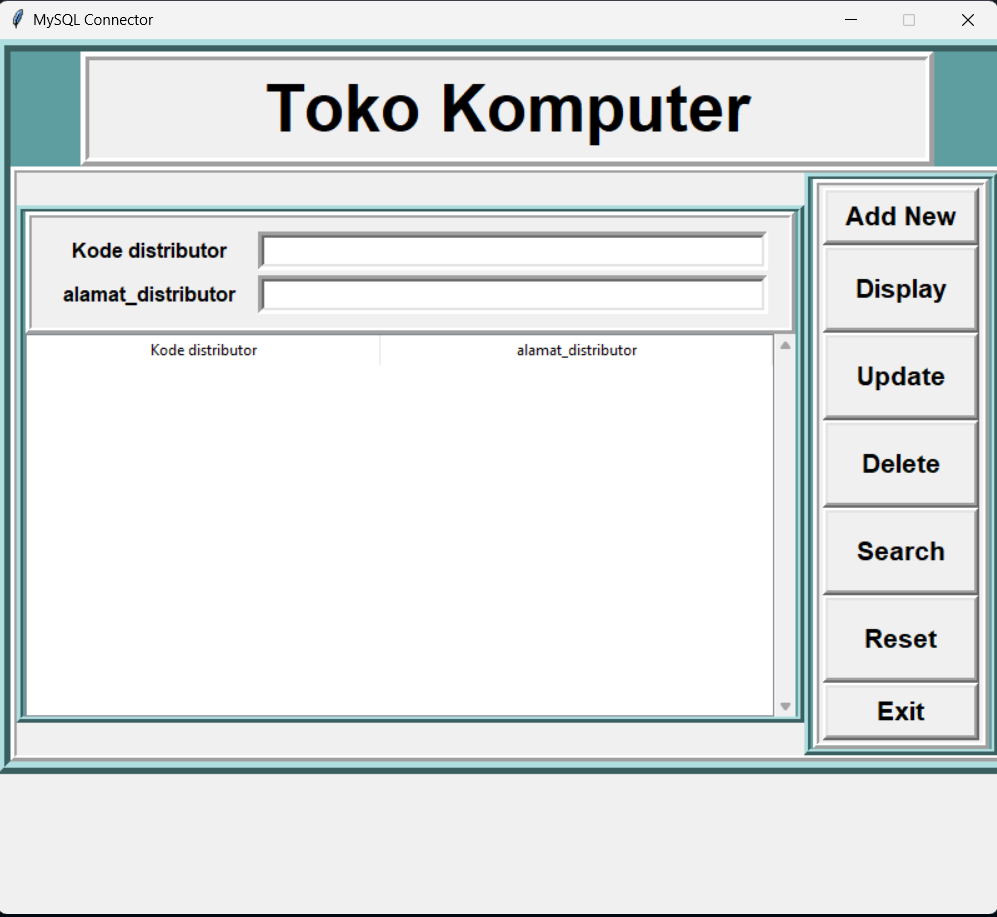 MySQL Connector
Toko Komputer
Kode distributor
alamat_distributor
Kode distributor alamat_distributor
Add New
Display
Update
Delete
Search
Reset
Exit